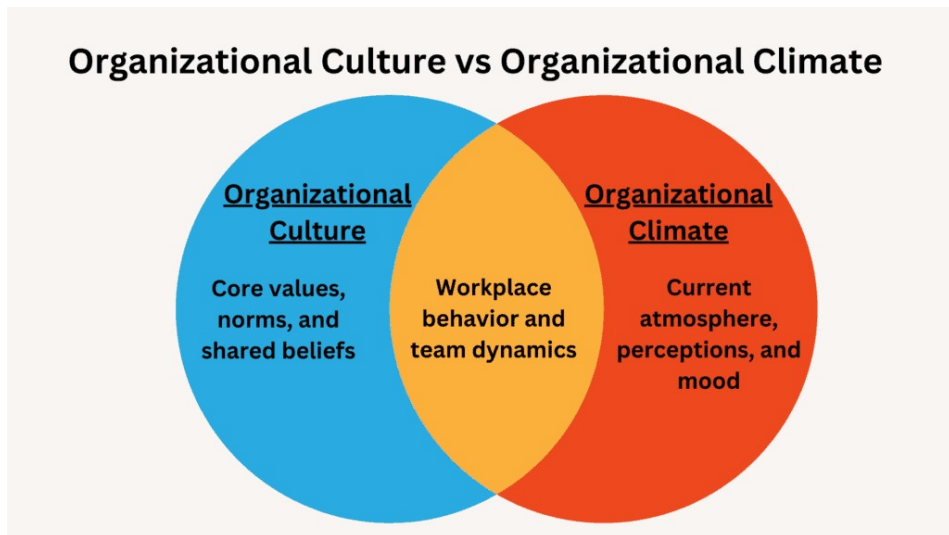 Organizational Culture vs Organizational Climate
Organizational
Culture
Core values,
norms, and
shared beliefs
Workplace
behavior and
team dynamics
Organizational
Climate
Current
atmosphere,
perceptions, and
mood